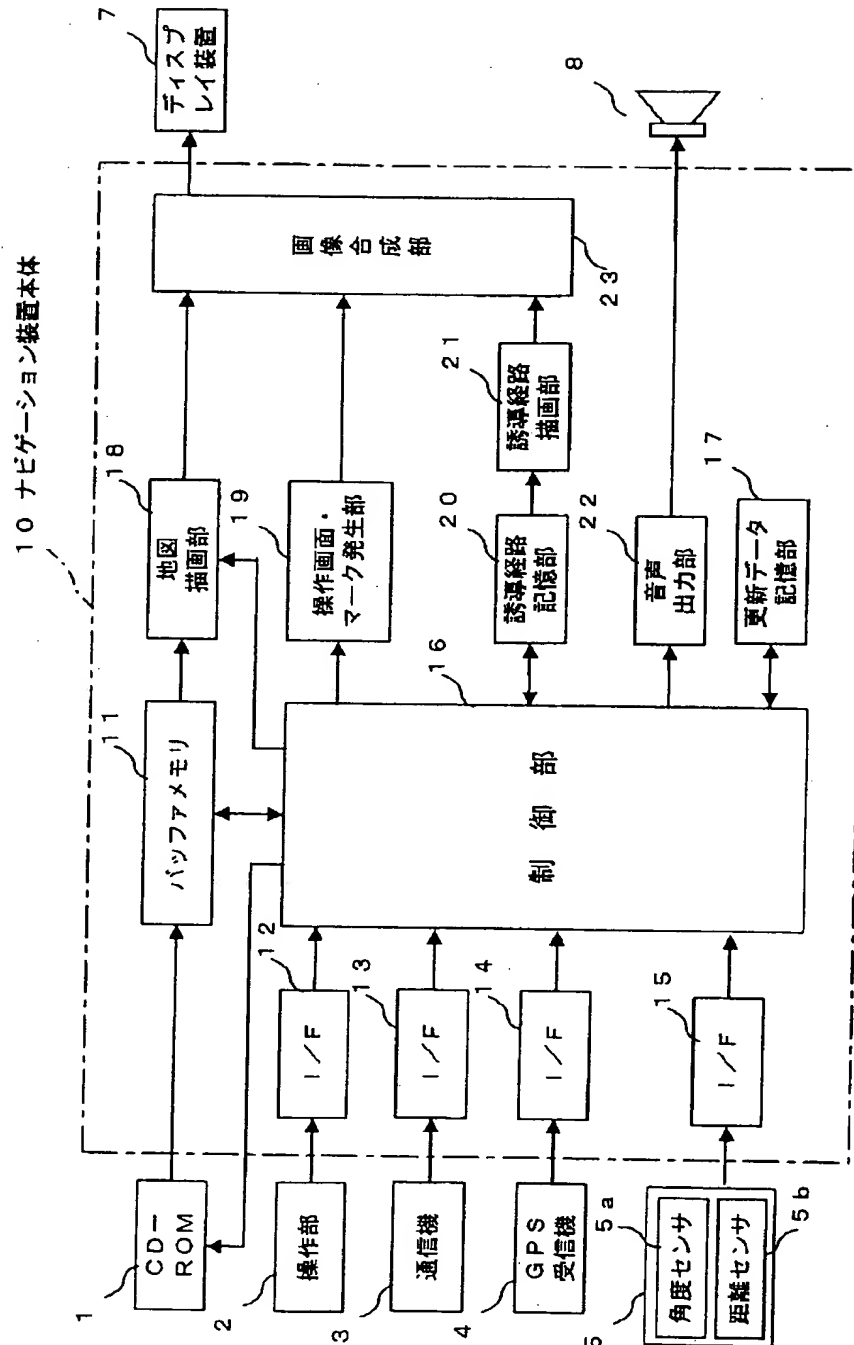 10 ナビゲーション装置本体
1
CD-
ROM
2
操作部
3
通信機
4
GPS
受信機
5
5a
角度センサ
5b
距離センサ
11
バッファメモリ
12
I/F
13
I/F
14
I/F
15
I/F
16
制御部
18
地図
描画部
19
操作画面・
マーク発生部
20
誘導経路
記憶部
21
誘導経路
描画部
22
音声
出力部
17
更新データ
記憶部
23
画像合成部
7
ディスプ
レイ装置
8